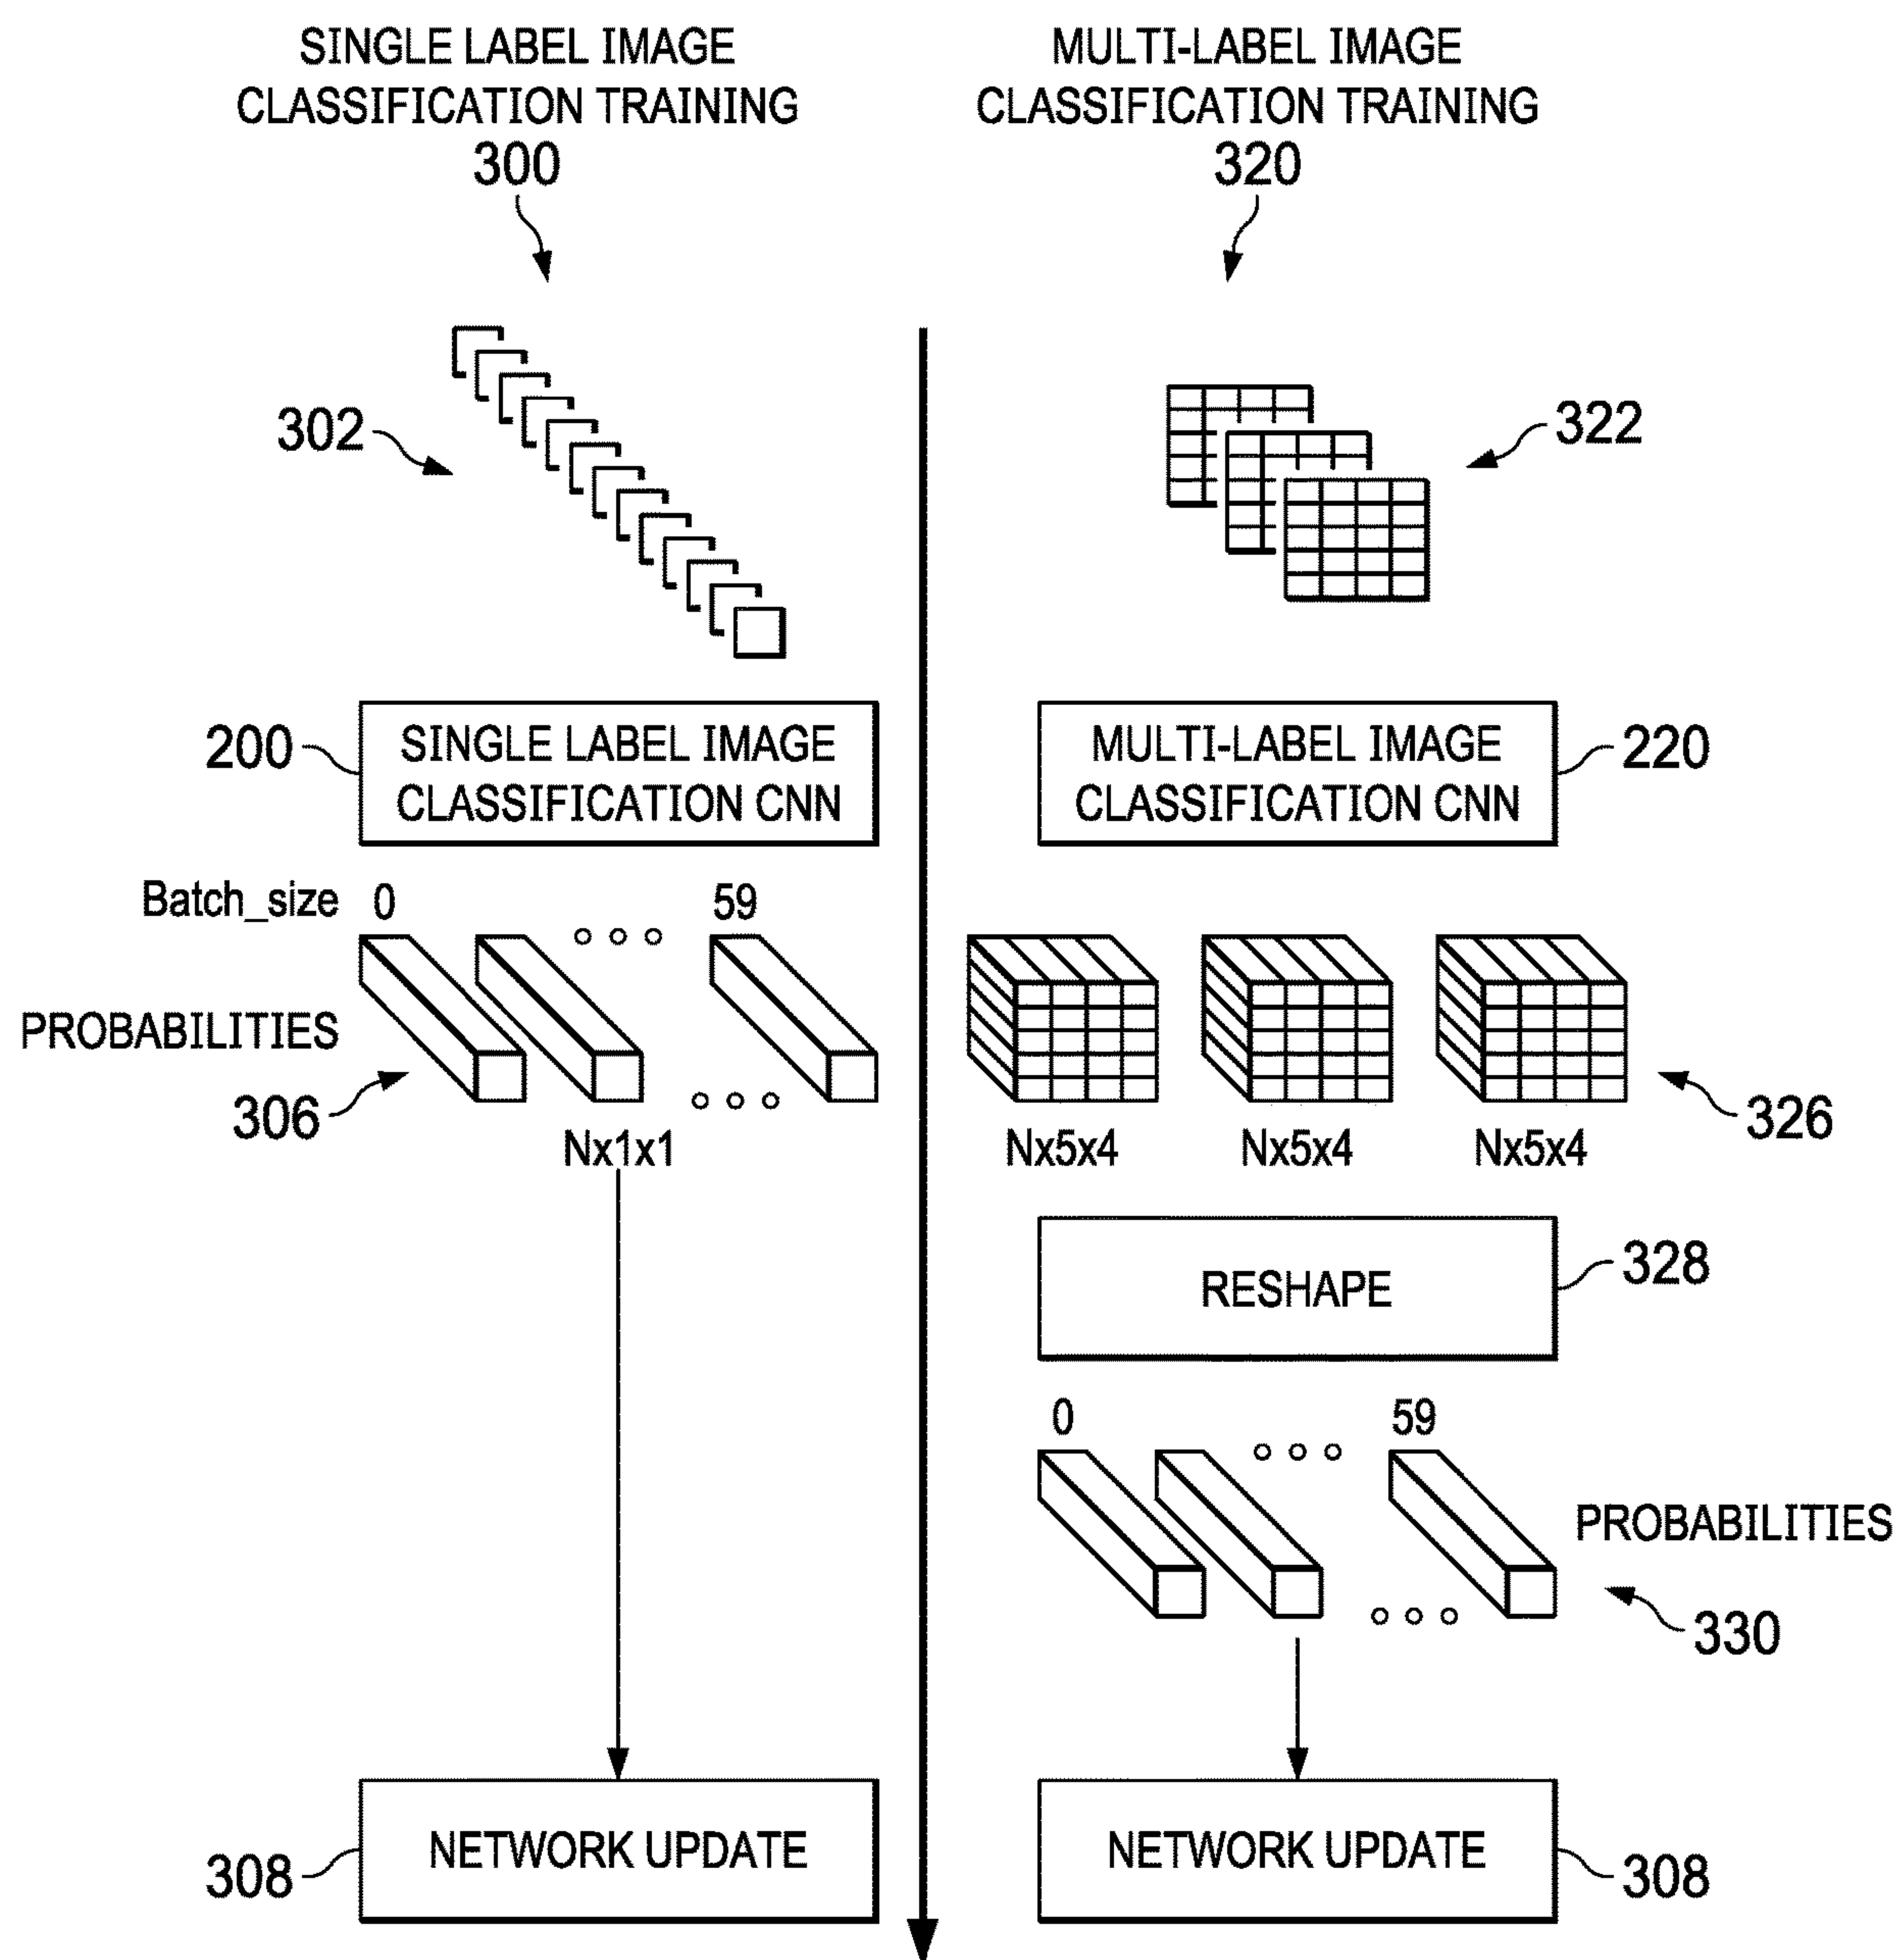 SINGLE LABEL IMAGE
CLASSIFICATION TRAINING
300
302
200
SINGLE LABEL IMAGE
CLASSIFICATION CNN
Batch_size 0 59
PROBABILITIES
306
Nx1x1
308
NETWORK UPDATE
MULTI-LABEL IMAGE
CLASSIFICATION TRAINING
320
322
MULTI-LABEL IMAGE
CLASSIFICATION CNN
220
326
Nx5x4 Nx5x4 Nx5x4
RESHAPE
328
0 59
PROBABILITIES
330
NETWORK UPDATE
308